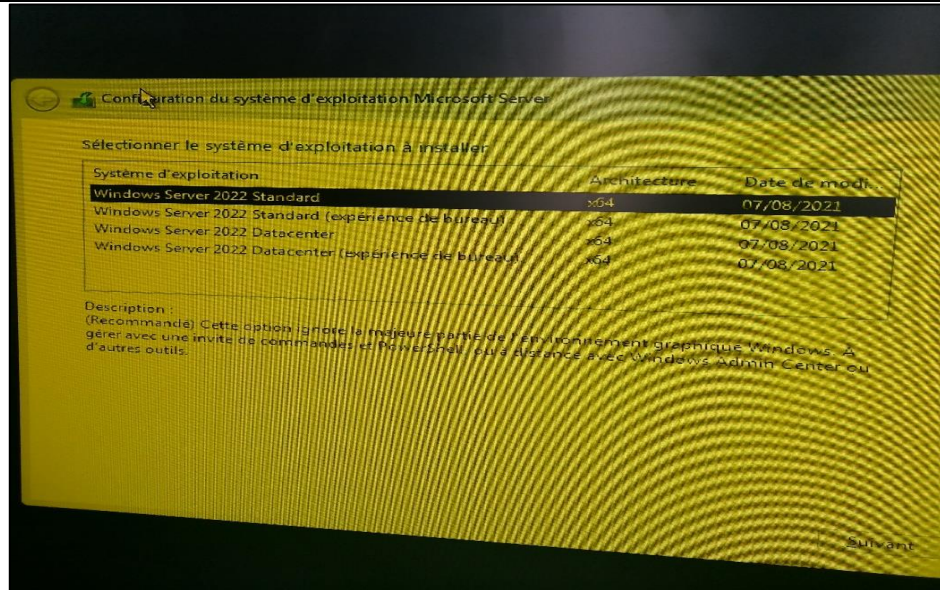 Configuration du système d'exploitation Microsoft Server
Sélectionner le système d'exploitation à installer
Système d'exploitation Architecture Date de modi...
Windows Server 2022 Standard x64 07/08/2021
Windows Server 2022 Standard (expérience de bureau) x64 07/08/2021
Windows Server 2022 Datacenter x64 07/08/2021
Windows Server 2022 Datacenter (expérience de bureau) x64 07/08/2021
Description :
(Recommandé) Cette option ignore la majeure partie de l'environnement graphique Windows. À
gérer avec une invite de commandes et PowerShell, ou à distance avec Windows Admin Center ou
d'autres outils.
Suivant